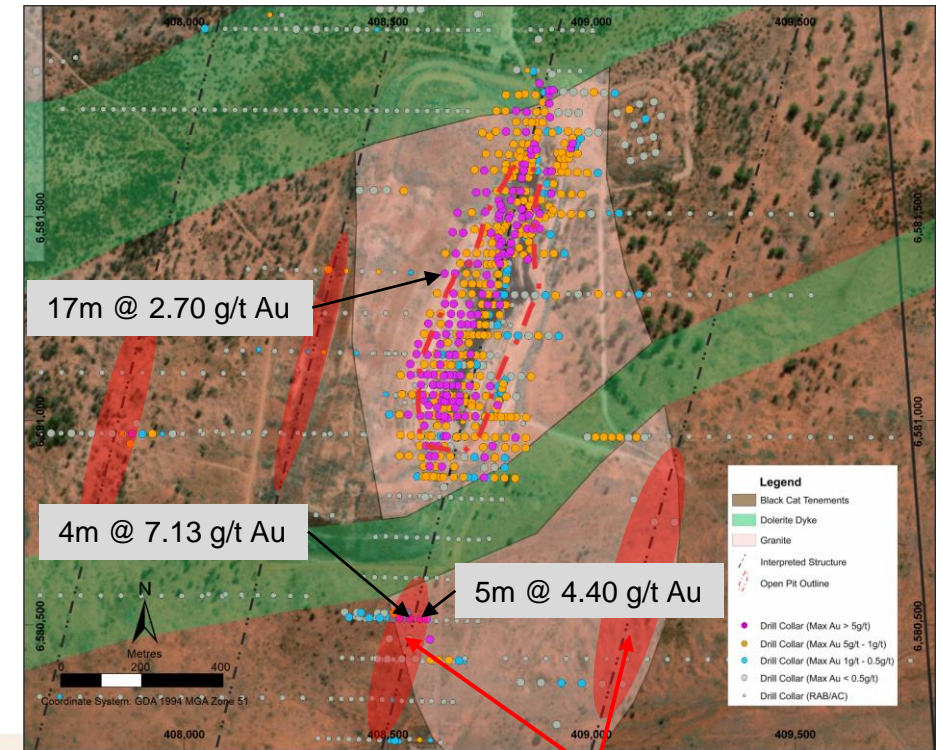 408,000
408,500
409,000
409,500
6,581,500
6,581,500
17m @ 2.70 g/t Au
6,581,000
6,581,000
4m @ 7.13 g/t Au
5m @ 4.40 g/t Au
6,580,500
N
Metres
0 200 400
Coordinate System: GDA 1994 MGA Zone 51
Legend
Black Cat Tenements
Dolerite Dyke
Granite
Interpreted Structure
Open Pit Outline
Drill Collar (Max Au > 5g/t)
Drill Collar (Max Au 5g/t - 1g/t)
Drill Collar (Max Au 1g/t - 0.5g/t)
Drill Collar (Max Au < 0.5g/t)
Drill Collar (RAB/AC)
408,000
408,500
409,000
409,500